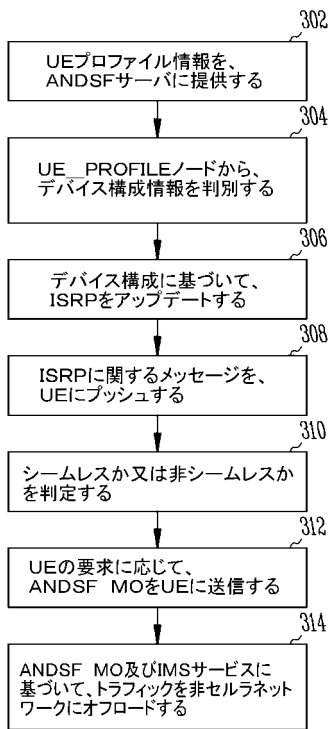 302
UEプロファイル情報を、
ANDSFサーバに提供する
304
UE__PROFILEノードから、
デバイス構成情報を判別する
306
デバイス構成に基づいて、
ISRPをアップデートする
308
ISRPに関するメッセージを、
UEにプッシュする
310
シームレスか又は非シームレスか
を判定する
312
UEの要求に応じて、
ANDSF MOをUEに送信する
314
ANDSF MO及びIMSサービスに
基づいて、トラフィックを非セルラネット
ワークにオフロードする